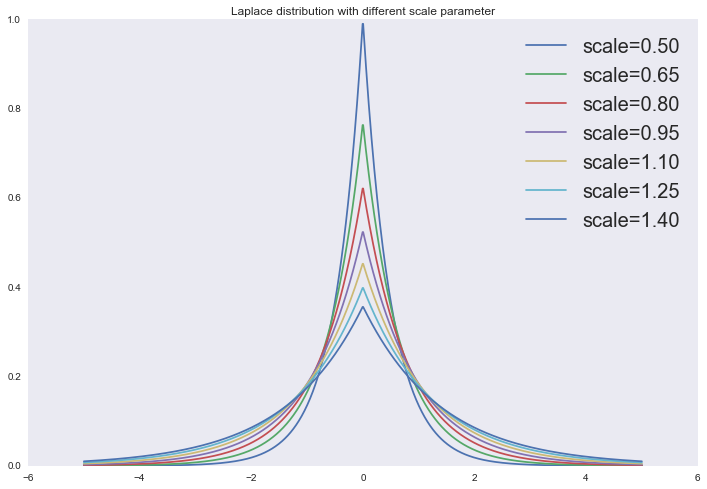 Laplace distribution with different scale parameter
1.0
0.8
0.6
0.4
0.2
0.0
−6
−4
−2
0
2
4
6
scale=0.50
scale=0.65
scale=0.80
scale=0.95
scale=1.10
scale=1.25
scale=1.40